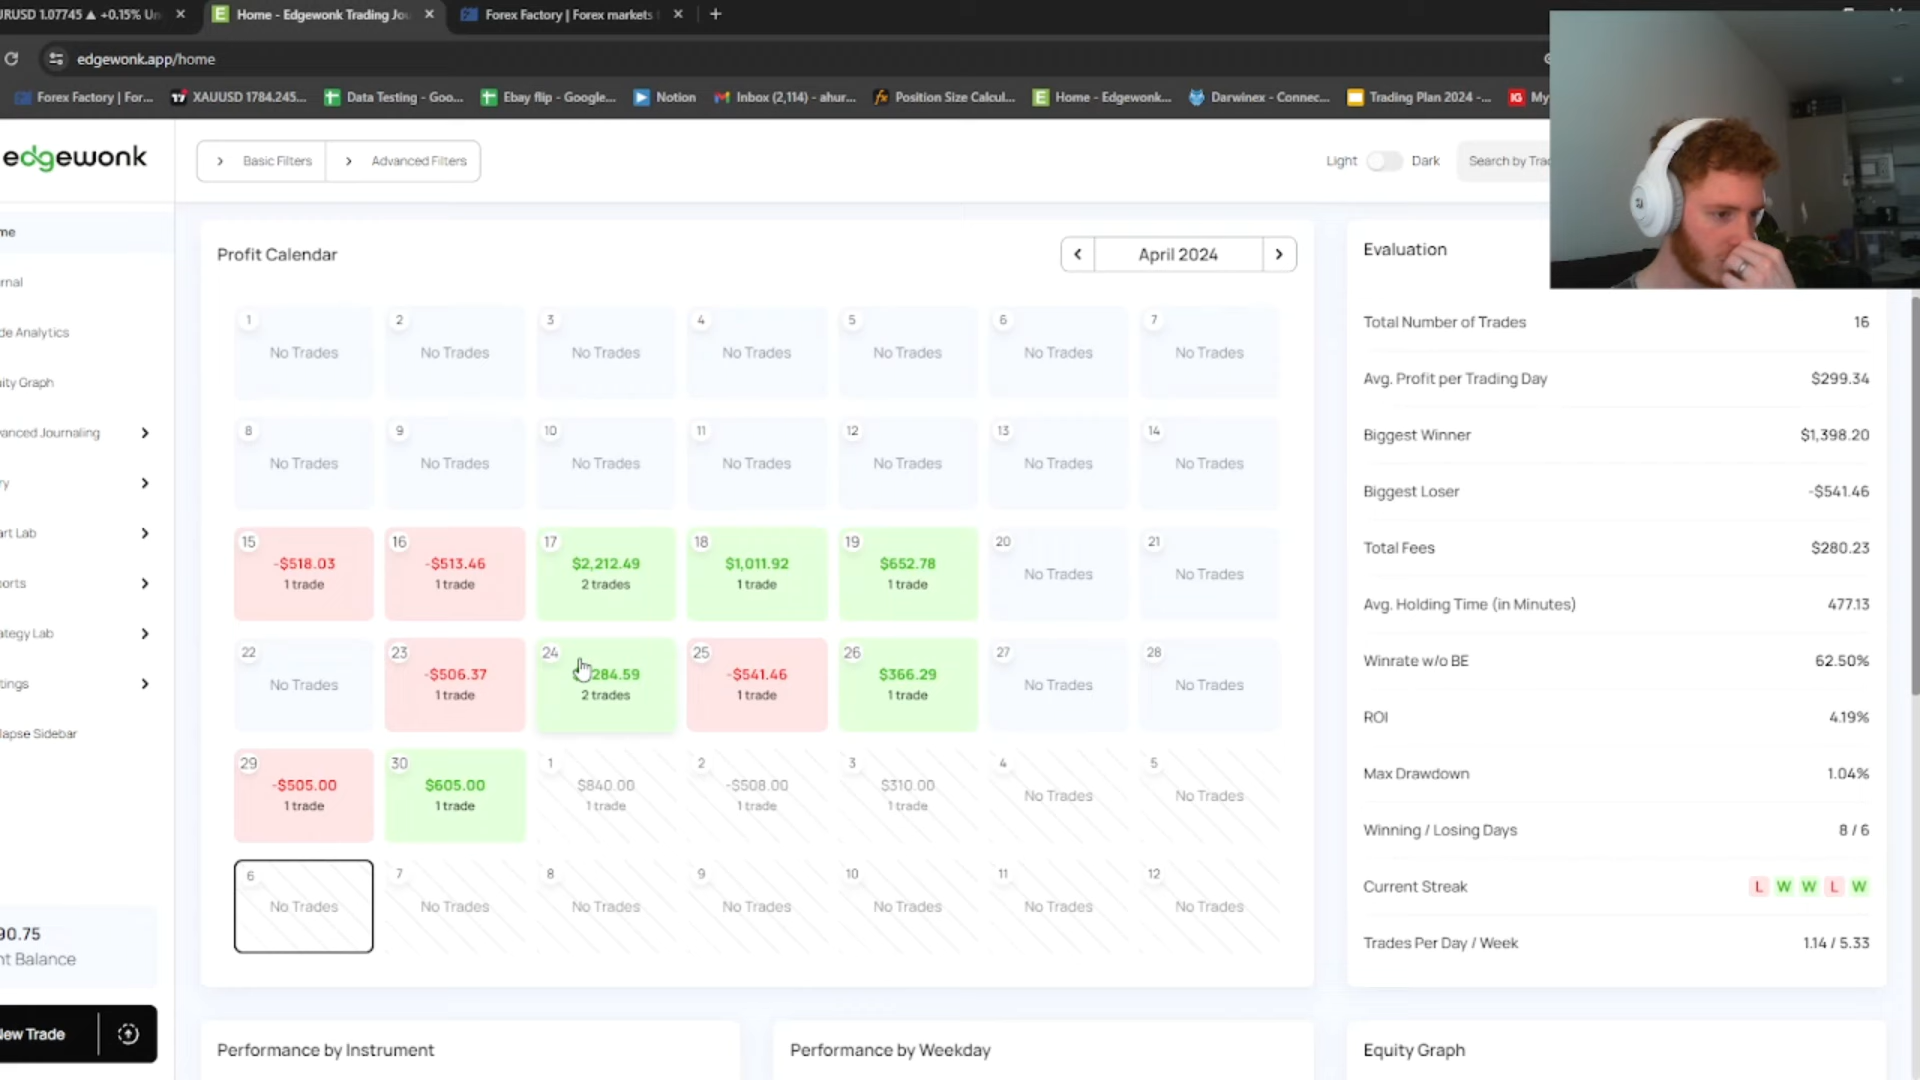 URUSD 1.07745 ▲ +0.15% Un
Home - Edgewonk Trading Jou
Forex Factory | Forex markets
edgewonk.app/home
Forex Factory | For...
XAUUSD 1784.245...
Data Testing - Goo...
Ebay flip - Google...
Notion
Inbox (2,114) - ahur...
Position Size Calcul...
Home - Edgewonk...
Darwinex - Connec...
Trading Plan 2024 -...
IG My
edgewonk
Basic Filters
Advanced Filters
Light
Dark
Search by Trad
me
rnal
de Analytics
ity Graph
vanced Journaling
ry
art Lab
ports
ategy Lab
tings
lapse Sidebar
90.75
nt Balance
New Trade
Profit Calendar
April 2024
1 2 3 4 5 6 7
No Trades No Trades No Trades No Trades No Trades No Trades No Trades
8 9 10 11 12 13 14
No Trades No Trades No Trades No Trades No Trades No Trades No Trades
15 16 17 18 19 20 21
-$518.03 -$513.46 $2,212.49 $1,011.92 $652.78 No Trades No Trades
1 trade 1 trade 2 trades 1 trade 1 trade
22 23 24 25 26 27 28
No Trades -$506.37 284.59 -$541.46 $366.29 No Trades No Trades
1 trade 2 trades 1 trade 1 trade
29 30 1 2 3 4 5
-$505.00 $605.00 $840.00 -$508.00 $310.00 No Trades No Trades
1 trade 1 trade 1 trade 1 trade 1 trade
6 7 8 9 10 11 12
No Trades No Trades No Trades No Trades No Trades No Trades No Trades
Evaluation
Total Number of Trades 16
Avg. Profit per Trading Day $299.34
Biggest Winner $1,398.20
Biggest Loser -$541.46
Total Fees $280.23
Avg. Holding Time (in Minutes) 477.13
Winrate w/o BE 62.50%
ROI 4.19%
Max Drawdown 1.04%
Winning / Losing Days 8 / 6
Current Streak L W W L W
Trades Per Day / Week 1.14 / 5.33
Performance by Instrument
Performance by Weekday
Equity Graph